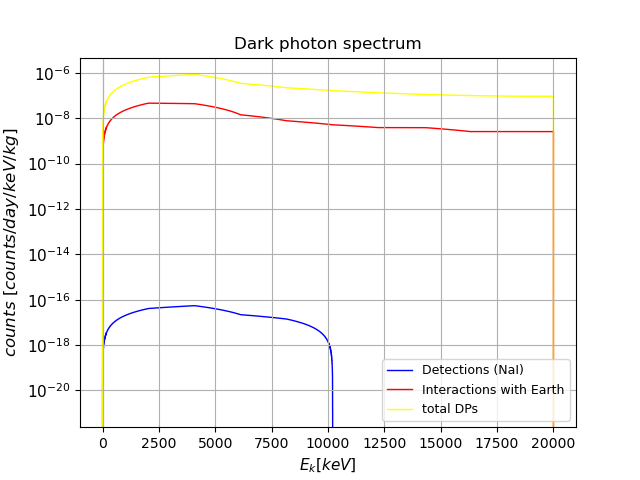 Dark photon spectrum
counts [counts/day/keV/kg]
10⁻⁶
10⁻⁸
10⁻¹⁰
10⁻¹²
10⁻¹⁴
10⁻¹⁶
10⁻¹⁸
10⁻²⁰
Detections (NaI)
Interactions with Earth
total DPs
0 2500 5000 7500 10000 12500 15000 17500 20000
Eₖ[keV]